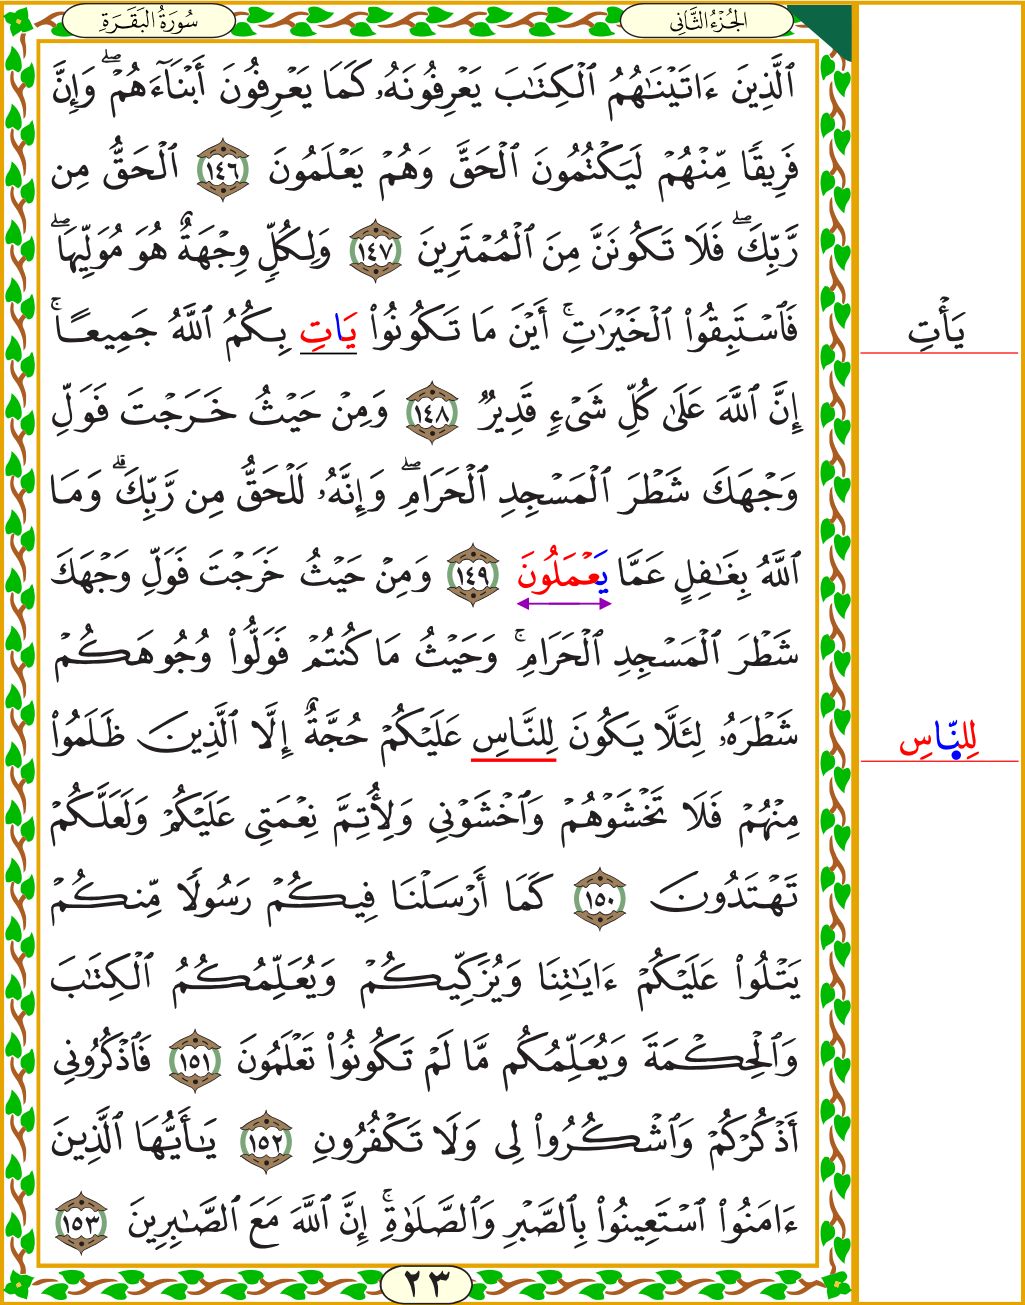 سُورَةُ الْبَقَرَةِ
الجُزْءُ الثَّانِي
ٱلَّذِينَ ءَاتَيْنَٰهُمُ ٱلْكِتَٰبَ يَعْرِفُونَهُۥ كَمَا يَعْرِفُونَ أَبْنَآءَهُمْۖ وَإِنَّ
فَرِيقًا مِّنْهُمْ لَيَكْتُمُونَ ٱلْحَقَّ وَهُمْ يَعْلَمُونَ ١٤٦ ٱلْحَقُّ مِن
رَّبِّكَۖ فَلَا تَكُونَنَّ مِنَ ٱلْمُمْتَرِينَ ١٤٧ وَلِكُلٍّ وِجْهَةٌ هُوَ مُوَلِّيهَاۖ
فَٱسْتَبِقُوا۟ ٱلْخَيْرَٰتِۚ أَيْنَ مَا تَكُونُوا۟ يَاتِ بِكُمُ ٱللَّهُ جَمِيعًاۚ
يَأْتِ
إِنَّ ٱللَّهَ عَلَىٰ كُلِّ شَىْءٍ قَدِيرٌ ١٤٨ وَمِنْ حَيْثُ خَرَجْتَ فَوَلِّ
وَجْهَكَ شَطْرَ ٱلْمَسْجِدِ ٱلْحَرَامِۖ وَإِنَّهُۥ لَلْحَقُّ مِن رَّبِّكَۗ وَمَا
ٱللَّهُ بِغَٰفِلٍ عَمَّا يَعْمَلُونَ ١٤٩ وَمِنْ حَيْثُ خَرَجْتَ فَوَلِّ وَجْهَكَ
شَطْرَ ٱلْمَسْجِدِ ٱلْحَرَامِۚ وَحَيْثُ مَا كُنتُمْ فَوَلُّوا۟ وُجُوهَكُمْ
شَطْرَهُۥ لِئَلَّا يَكُونَ لِلنَّاسِ عَلَيْكُمْ حُجَّةٌ إِلَّا ٱلَّذِينَ ظَلَمُوا۟
لِلنّاسِ
مِنْهُمْ فَلَا تَخْشَوْهُمْ وَٱخْشَوْنِى وَلِأُتِمَّ نِعْمَتِى عَلَيْكُمْ وَلَعَلَّكُمْ
تَهْتَدُونَ ١٥٠ كَمَا أَرْسَلْنَا فِيكُمْ رَسُولًا مِّنكُمْ
يَتْلُوا۟ عَلَيْكُمْ ءَايَٰتِنَا وَيُزَكِّيكُمْ وَيُعَلِّمُكُمُ ٱلْكِتَٰبَ
وَٱلْحِكْمَةَ وَيُعَلِّمُكُم مَّا لَمْ تَكُونُوا۟ تَعْلَمُونَ ١٥١ فَٱذْكُرُونِى
أَذْكُرْكُمْ وَٱشْكُرُوا۟ لِى وَلَا تَكْفُرُونِ ١٥٢ يَٰأَيُّهَا ٱلَّذِينَ
ءَامَنُوا۟ ٱسْتَعِينُوا۟ بِٱلصَّبْرِ وَٱلصَّلَوٰةِۚ إِنَّ ٱللَّهَ مَعَ ٱلصَّٰبِرِينَ ١٥٣
٢٣